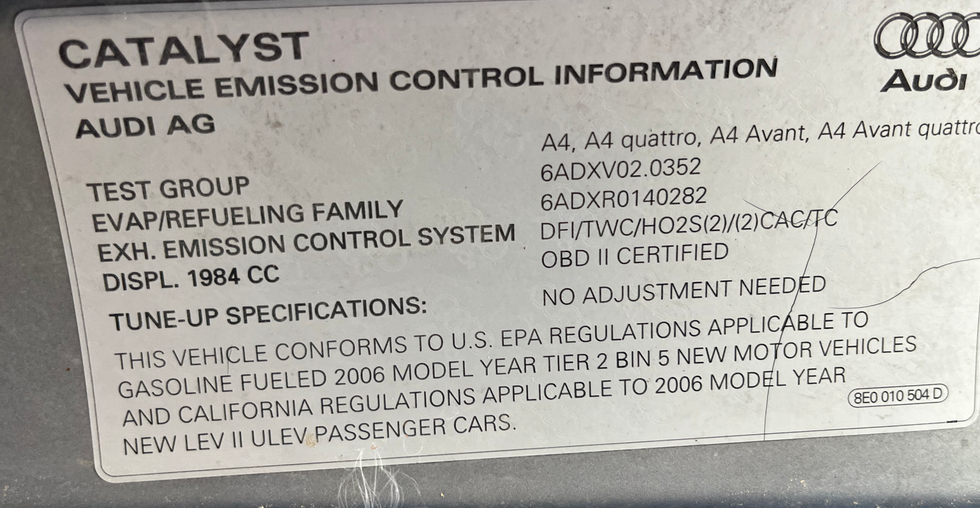 CATALYST
VEHICLE EMISSION CONTROL INFORMATION
AUDI AG
Audi
A4, A4 quattro, A4 Avant, A4 Avant quattro
TEST GROUP 6ADXV02.0352
EVAP/REFUELING FAMILY 6ADXR0140282
EXH. EMISSION CONTROL SYSTEM DFI/TWC/HO2S(2)/(2)CAC/TC
DISPL. 1984 CC OBD II CERTIFIED
TUNE-UP SPECIFICATIONS: NO ADJUSTMENT NEEDED
THIS VEHICLE CONFORMS TO U.S. EPA REGULATIONS APPLICABLE TO
GASOLINE FUELED 2006 MODEL YEAR TIER 2 BIN 5 NEW MOTOR VEHICLES
AND CALIFORNIA REGULATIONS APPLICABLE TO 2006 MODEL YEAR
NEW LEV II ULEV PASSENGER CARS.
8E0 010 504 D